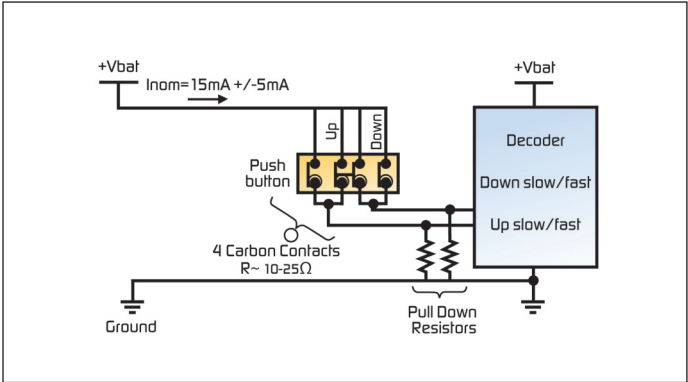 +Vbat
Inom=15mA +/-5mA
+Vbat
Up
Down
Decoder
Push
button
Down slow/fast
Up slow/fast
4 Carbon Contacts
R~ 10-25Ω
Ground
Pull Down
Resistors